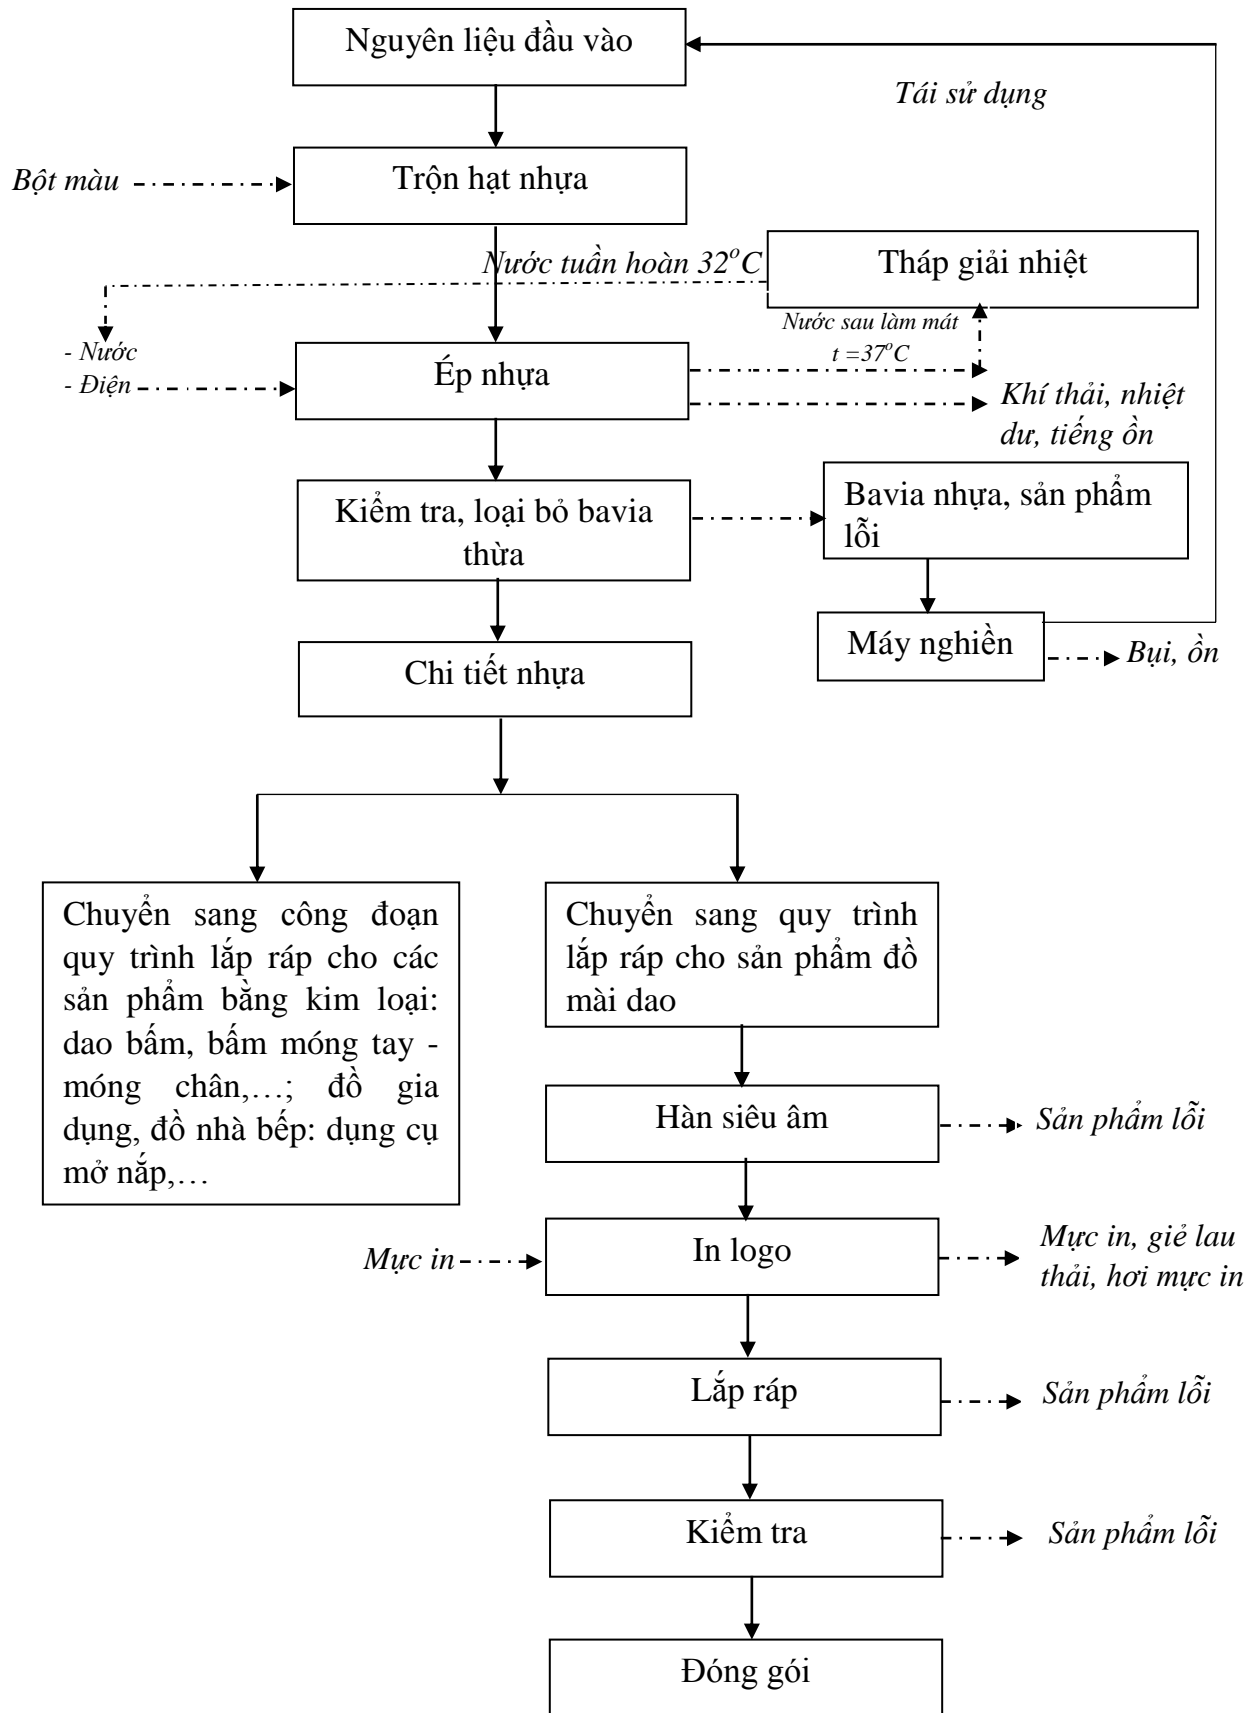 Nguyên liệu đầu vào
Tái sử dụng
Bột màu
Trộn hạt nhựa
Nước tuần hoàn 32°C
Tháp giải nhiệt
Nước sau làm mát
t =37°C
- Nước
- Điện
Ép nhựa
Khí thải, nhiệt
dư, tiếng ồn
Kiểm tra, loại bỏ bavia
thừa
Bavia nhựa, sản phẩm
lỗi
Máy nghiền
Bụi, ồn
Chi tiết nhựa
Chuyển sang công đoạn
quy trình lắp ráp cho các
sản phẩm bằng kim loại:
dao bấm, bấm móng tay -
móng chân,…; đồ gia
dụng, đồ nhà bếp: dụng cụ
mở nắp,…
Chuyển sang quy trình
lắp ráp cho sản phẩm đồ
mài dao
Hàn siêu âm
Sản phẩm lỗi
Mực in
In logo
Mực in, giẻ lau
thải, hơi mực in
Lắp ráp
Sản phẩm lỗi
Kiểm tra
Sản phẩm lỗi
Đóng gói